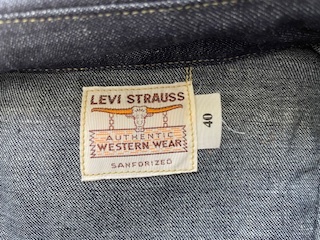 LEVI STRAUSS
AUTHENTIC
WESTERN WEAR
SANFORIZED
40